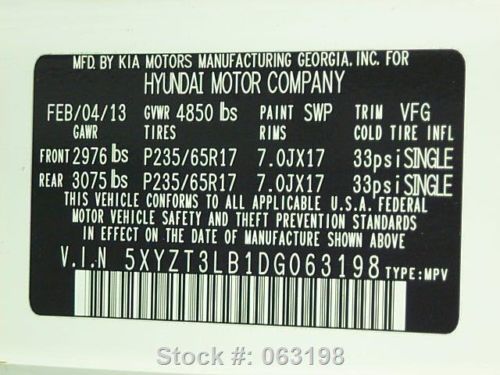 MFD. BY KIA MOTORS MANUFACTURING GEORGIA, INC. FOR
HYUNDAI MOTOR COMPANY
FEB/04/13 GVWR 4850 lbs PAINT SWP TRIM VFG
GAWR TIRES RIMS COLD TIRE INFL
FRONT 2976 lbs P235/65R17 7.0JX17 33psi SINGLE
REAR 3075 lbs P235/65R17 7.0JX17 33psi SINGLE
THIS VEHICLE CONFORMS TO ALL APPLICABLE U.S.A. FEDERAL
MOTOR VEHICLE SAFETY AND THEFT PREVENTION STANDARDS
IN EFFECT ON THE DATE OF MANUFACTURE SHOWN ABOVE
V.I.N 5XYZT3LB1DG063198 TYPE:MPV
Stock #: 063198